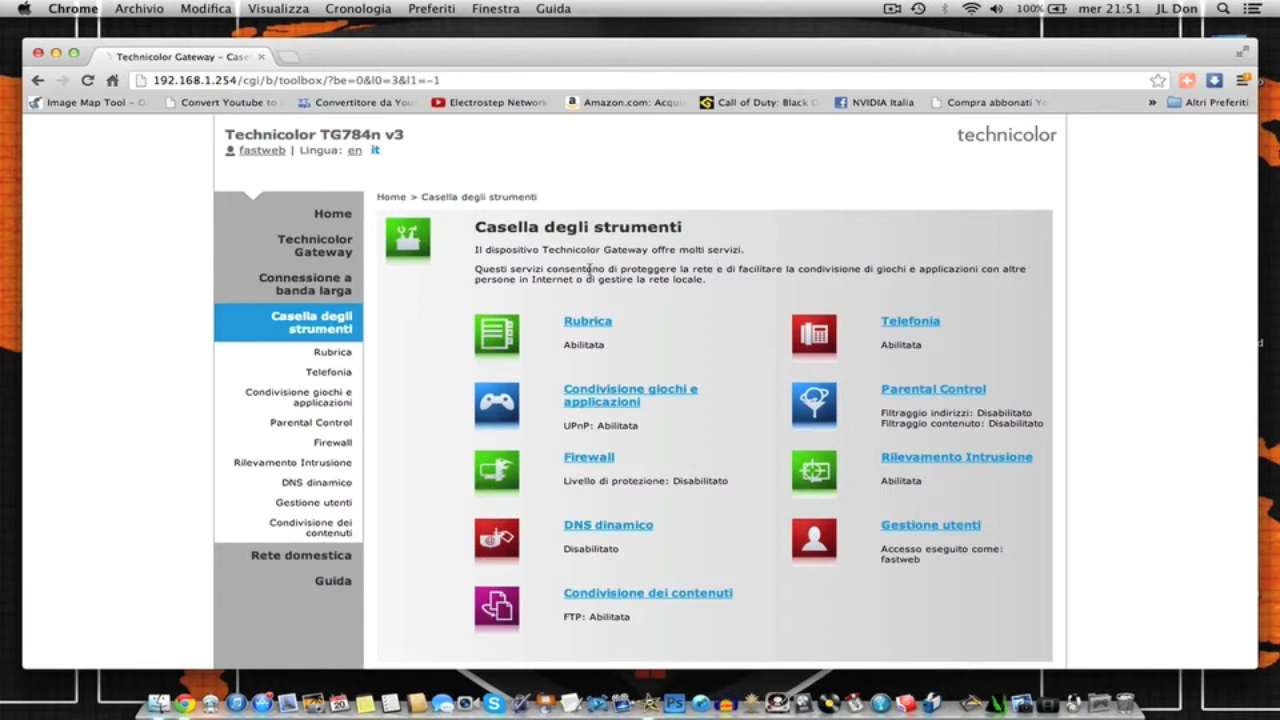 Chrome Archivio Modifica Visualizza Cronologia Preferiti Finestra Guida 100% mer 21:51 JL Don
Technicolor Gateway – Case
192.168.1.254/cgi/b/toolbox/?be=0&l0=3&l1=-1
Image Map Tool - O Convert Youtube to Convertitore da You Electrostep Network Amazon.com: Acqui Call of Duty: Black O NVIDIA Italia Compra abbonati Yo » Altri Preferiti
Technicolor TG784n v3
technicolor
fastweb | Lingua: en it
Home > Casella degli strumenti
Home
Technicolor
Gateway
Connessione a
banda larga
Casella degli
strumenti
Rubrica
Telefonia
Condivisione giochi e
applicazioni
Parental Control
Firewall
Rilevamento Intrusione
DNS dinamico
Gestione utenti
Condivisione dei
contenuti
Rete domestica
Guida
Casella degli strumenti
Il dispositivo Technicolor Gateway offre molti servizi.
Questi servizi consentono di proteggere la rete e di facilitare la condivisione di giochi e applicazioni con altre
persone in Internet o di gestire la rete locale.
Rubrica
Abilitata
Telefonia
Abilitata
Condivisione giochi e
applicazioni
UPnP: Abilitata
Parental Control
Filtraggio indirizzi: Disabilitato
Filtraggio contenuto: Disabilitato
Firewall
Livello di protezione: Disabilitato
Rilevamento Intrusione
Abilitata
DNS dinamico
Disabilitato
Gestione utenti
Accesso eseguito come:
fastweb
Condivisione dei contenuti
FTP: Abilitata
20
Ps